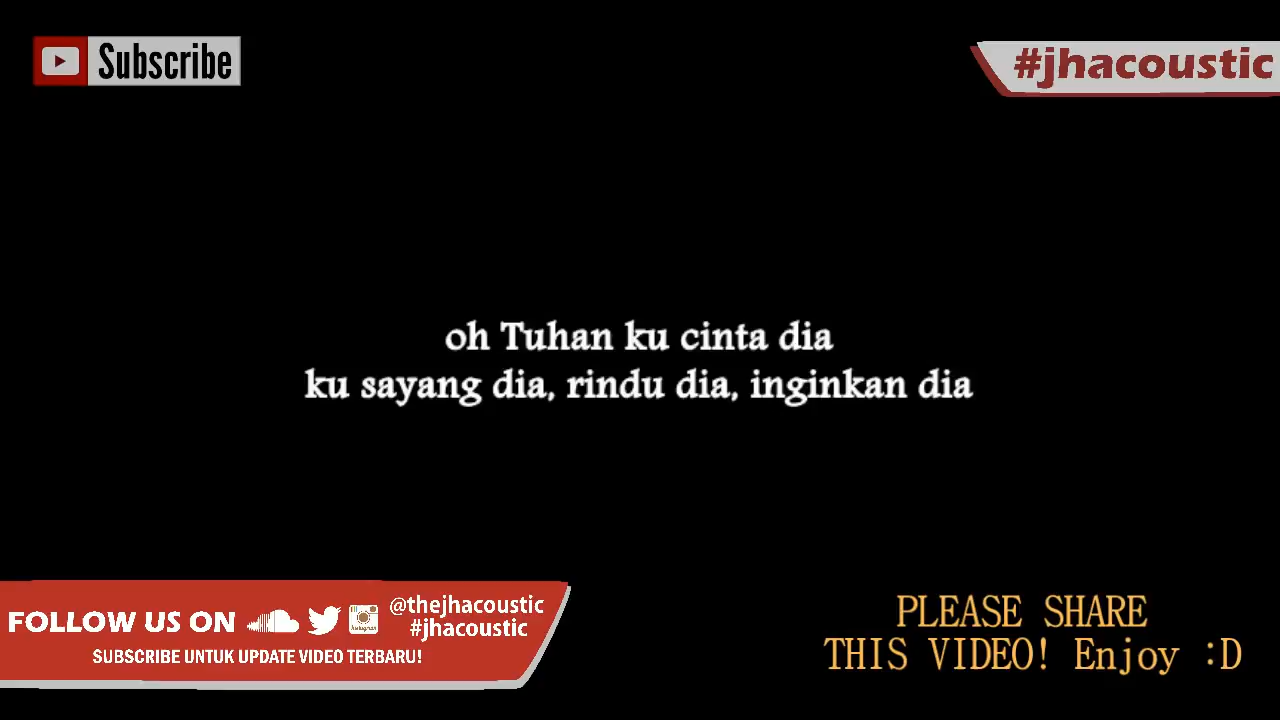 Subscribe
#jhacoustic
oh Tuhan ku cinta dia
ku sayang dia, rindu dia, inginkan dia
FOLLOW US ON
@thejhacoustic
#jhacoustic
SUBSCRIBE UNTUK UPDATE VIDEO TERBARU!
PLEASE SHARE
THIS VIDEO! Enjoy :D